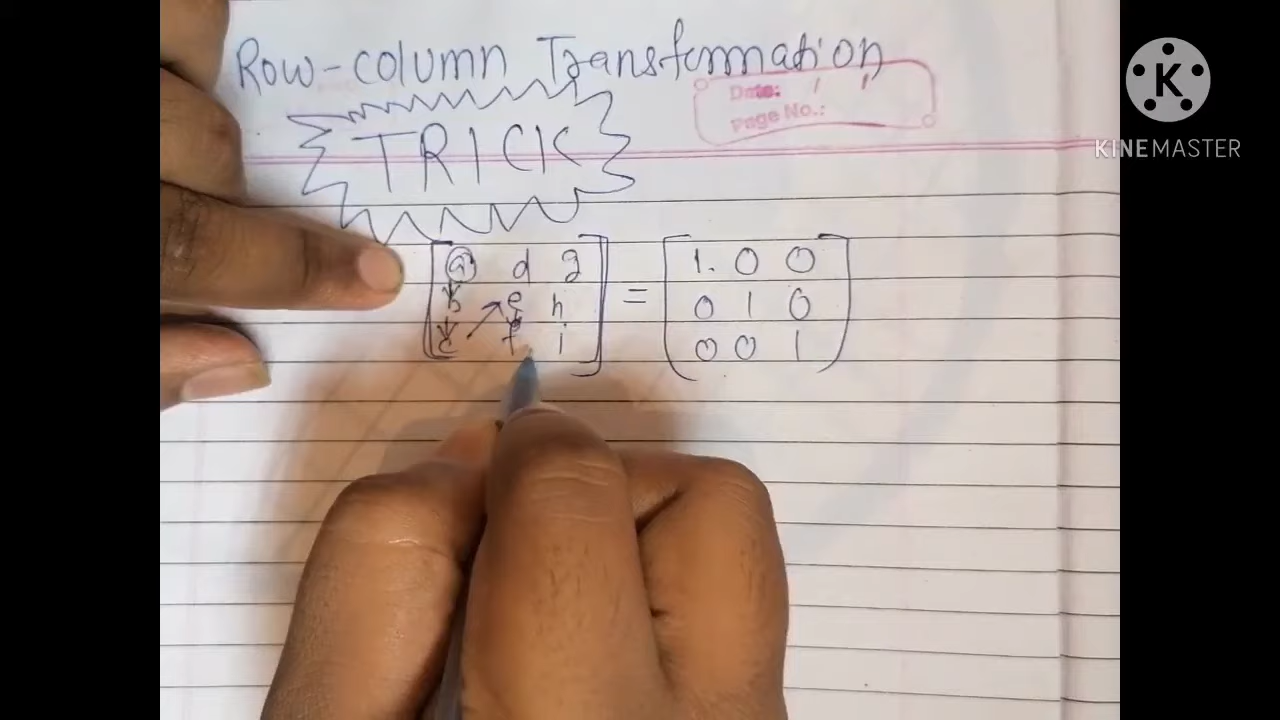 Row-column Transformation
Date: / /
Page No.:
TRICK
K
KINEMASTER
a d g = 1. 0 0
b e h 0 1 0
c f i 0 0 1